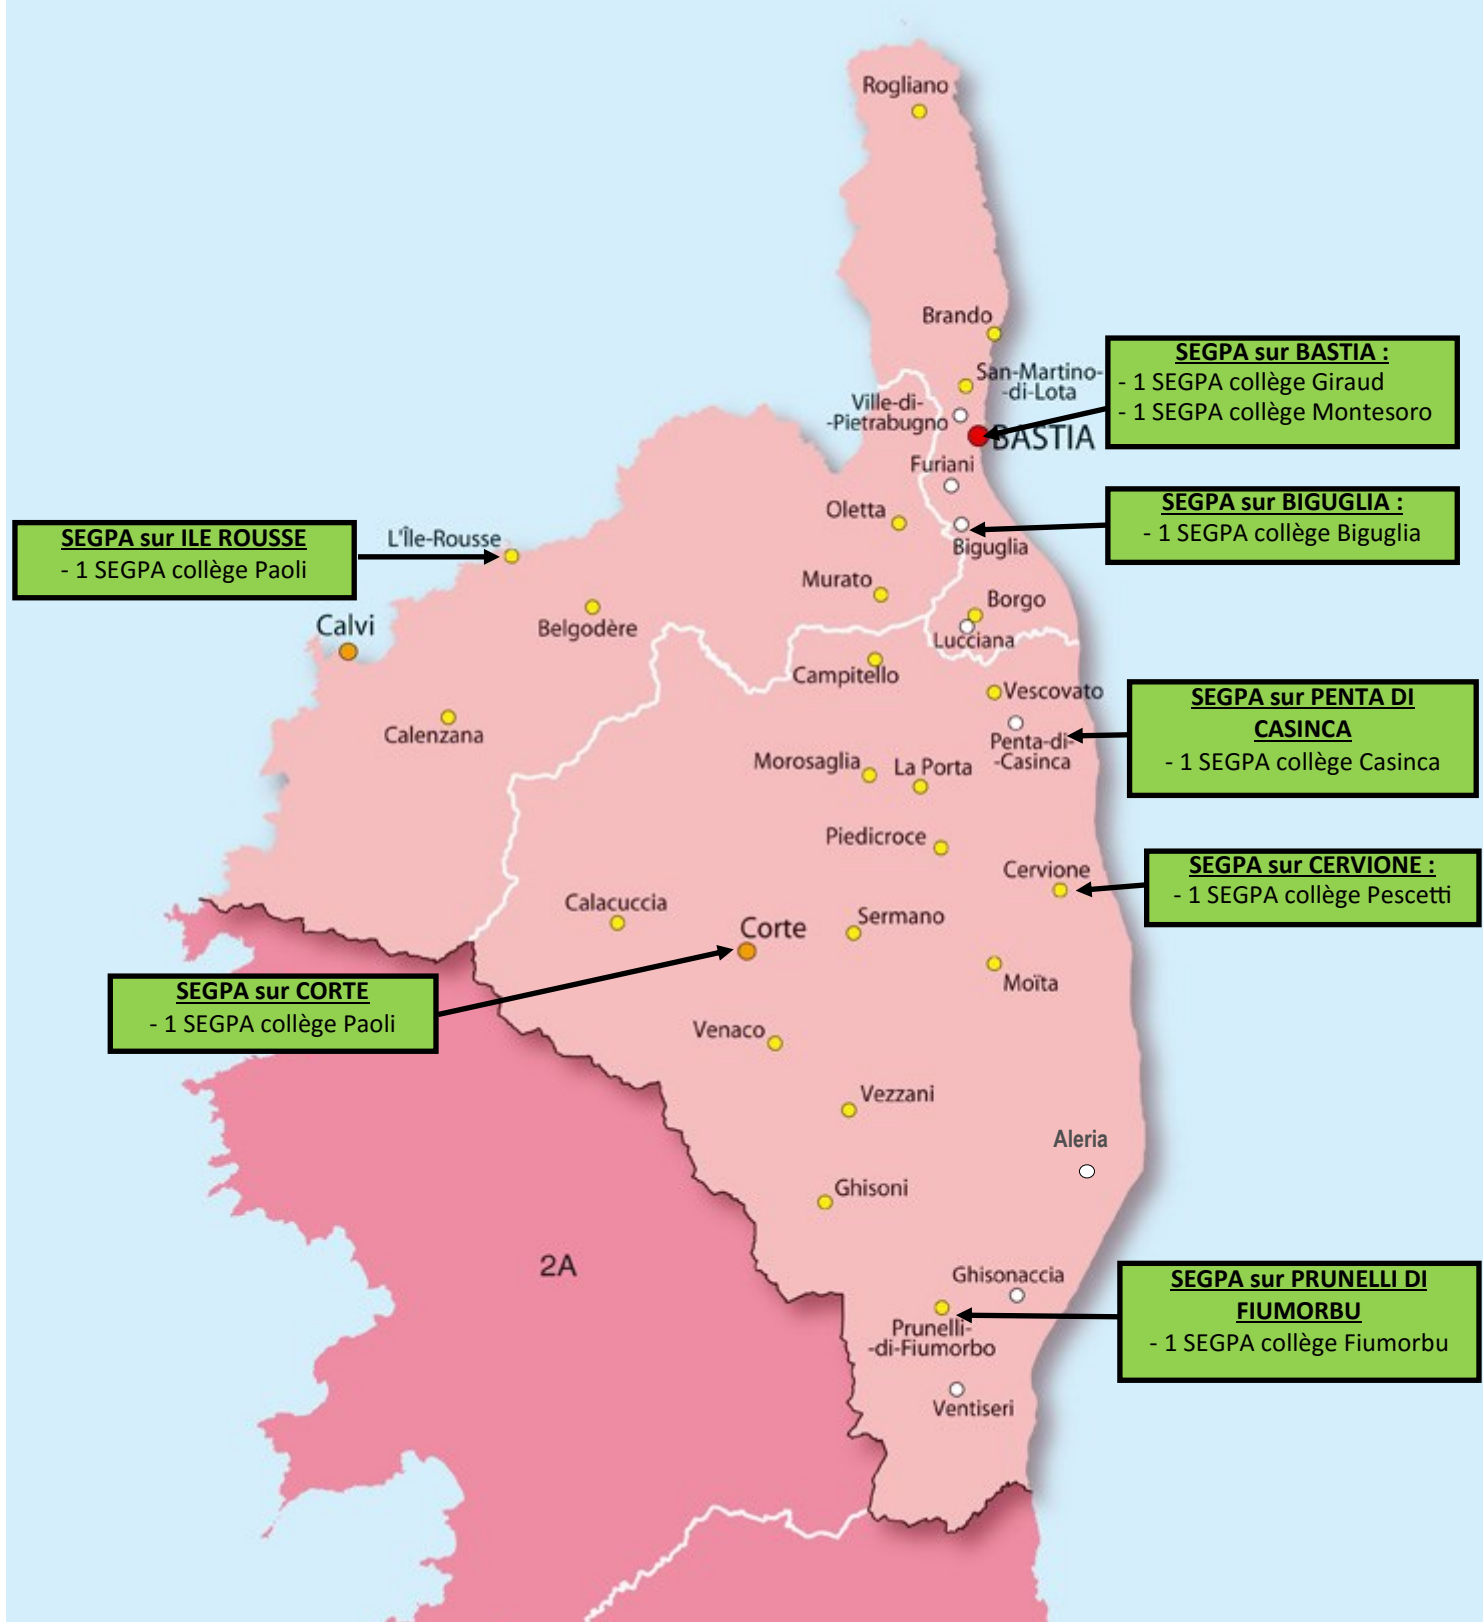 Rogliano
Brando
San-Martino-
-di-Lota
Ville-di-
-Pietrabugno
BASTIA
SEGPA sur BASTIA :
- 1 SEGPA collège Giraud
- 1 SEGPA collège Montesoro
Furiani
Oletta
Biguglia
SEGPA sur BIGUGLIA :
- 1 SEGPA collège Biguglia
SEGPA sur ILE ROUSSE
- 1 SEGPA collège Paoli
L'Île-Rousse
Murato
Borgo
Lucciana
Calvi
Belgodère
Campitello
Vescovato
Calenzana
Penta-di-
-Casinca
SEGPA sur PENTA DI
CASINCA
- 1 SEGPA collège Casinca
Morosaglia
La Porta
Piedicroce
Cervione
SEGPA sur CERVIONE :
- 1 SEGPA collège Pescetti
Calacuccia
Corte
Sermano
Moïta
SEGPA sur CORTE
- 1 SEGPA collège Paoli
Venaco
Vezzani
Aleria
Ghisoni
2A
Ghisonaccia
Prunelli-
-di-Fiumorbo
SEGPA sur PRUNELLI DI
FIUMORBU
- 1 SEGPA collège Fiumorbu
Ventiseri